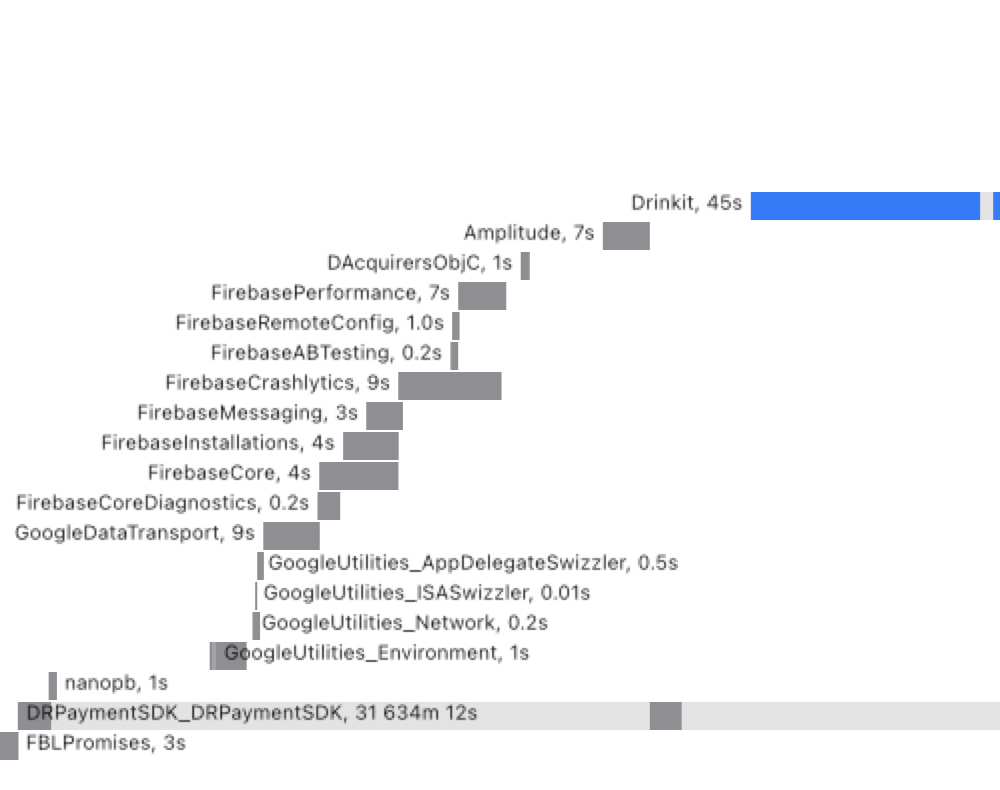 Drinkit, 45s
Amplitude, 7s
DAcquirersObjC, 1s
FirebasePerformance, 7s
FirebaseRemoteConfig, 1.0s
FirebaseABTesting, 0.2s
FirebaseCrashlytics, 9s
FirebaseMessaging, 3s
FirebaseInstallations, 4s
FirebaseCore, 4s
FirebaseCoreDiagnostics, 0.2s
GoogleDataTransport, 9s
GoogleUtilities_AppDelegateSwizzler, 0.5s
GoogleUtilities_ISASwizzler, 0.01s
GoogleUtilities_Network, 0.2s
GoogleUtilities_Environment, 1s
nanopb, 1s
DRPaymentSDK_DRPaymentSDK, 31 634m 12s
FBLPromises, 3s